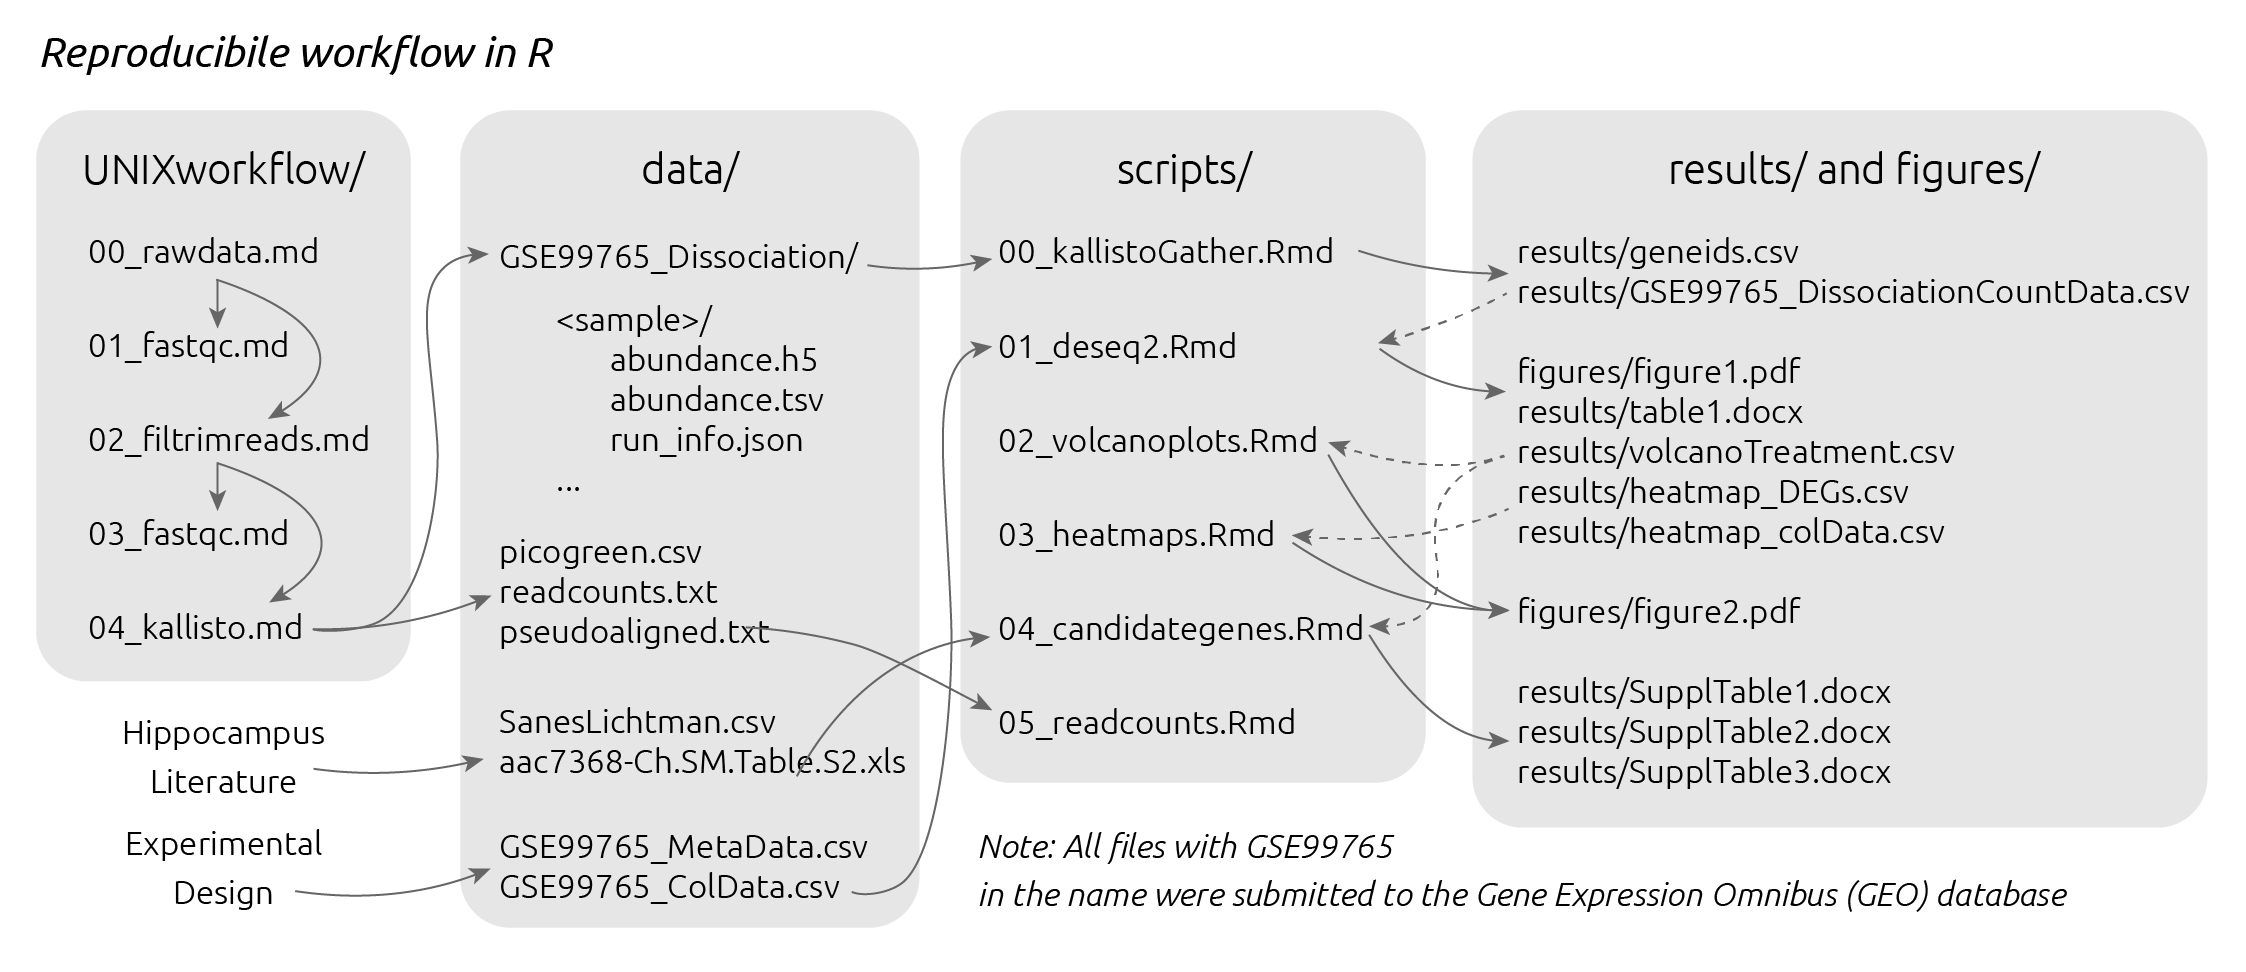 Reproducibile workflow in R
UNIXworkflow/
00_rawdata.md
01_fastqc.md
02_filtrimreads.md
03_fastqc.md
04_kallisto.md
Hippocampus
Literature
Experimental
Design
data/
GSE99765_Dissociation/
<sample>/
abundance.h5
abundance.tsv
run_info.json
...
picogreen.csv
readcounts.txt
pseudoaligned.txt
SanesLichtman.csv
aac7368-Ch.SM.Table.S2.xls
GSE99765_MetaData.csv
GSE99765_ColData.csv
scripts/
00_kallistoGather.Rmd
01_deseq2.Rmd
02_volcanoplots.Rmd
03_heatmaps.Rmd
04_candidategenes.Rmd
05_readcounts.Rmd
results/ and figures/
results/geneids.csv
results/GSE99765_DissociationCountData.csv
figures/figure1.pdf
results/table1.docx
results/volcanoTreatment.csv
results/heatmap_DEGs.csv
results/heatmap_colData.csv
figures/figure2.pdf
results/SupplTable1.docx
results/SupplTable2.docx
results/SupplTable3.docx
Note: All files with GSE99765
in the name were submitted to the Gene Expression Omnibus (GEO) database